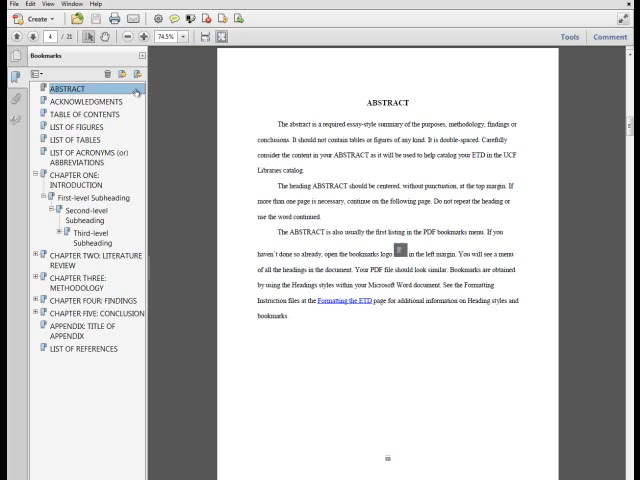 File Edit View Window Help
Create
4 / 21
74.5%
Tools Comment
Bookmarks
ABSTRACT
ACKNOWLEDGMENTS
TABLE OF CONTENTS
LIST OF FIGURES
LIST OF TABLES
LIST OF ACRONYMS (or)
ABBREVIATIONS
CHAPTER ONE:
INTRODUCTION
First-level Subheading
Second-level
Subheading
Third-level
Subheading
CHAPTER TWO: LITERATURE
REVIEW
CHAPTER THREE:
METHODOLOGY
CHAPTER FOUR: FINDINGS
CHAPTER FIVE: CONCLUSION
APPENDIX: TITLE OF
APPENDIX
LIST OF REFERENCES
ABSTRACT
The abstract is a required essay-style summary of the purposes, methodology, findings or
conclusions. It should not contain tables or figures of any kind. It is double-spaced. Carefully
consider the content in your ABSTRACT as it will be used to help catalog your ETD in the UCF
Libraries catalog.
The heading ABSTRACT should be centered, without punctuation, at the top margin. If
more than one page is necessary, continue on the following page. Do not repeat the heading or
use the word continued.
The ABSTRACT is also usually the first listing in the PDF bookmarks menu. If you
haven't done so already, open the bookmarks logo in the left margin. You will see a menu
of all the headings in the document. Your PDF file should look similar. Bookmarks are obtained
by using the Headings styles within your Microsoft Word document. See the Formatting
Instruction files at the Formatting the ETD page for additional information on Heading styles and
bookmarks.
iii